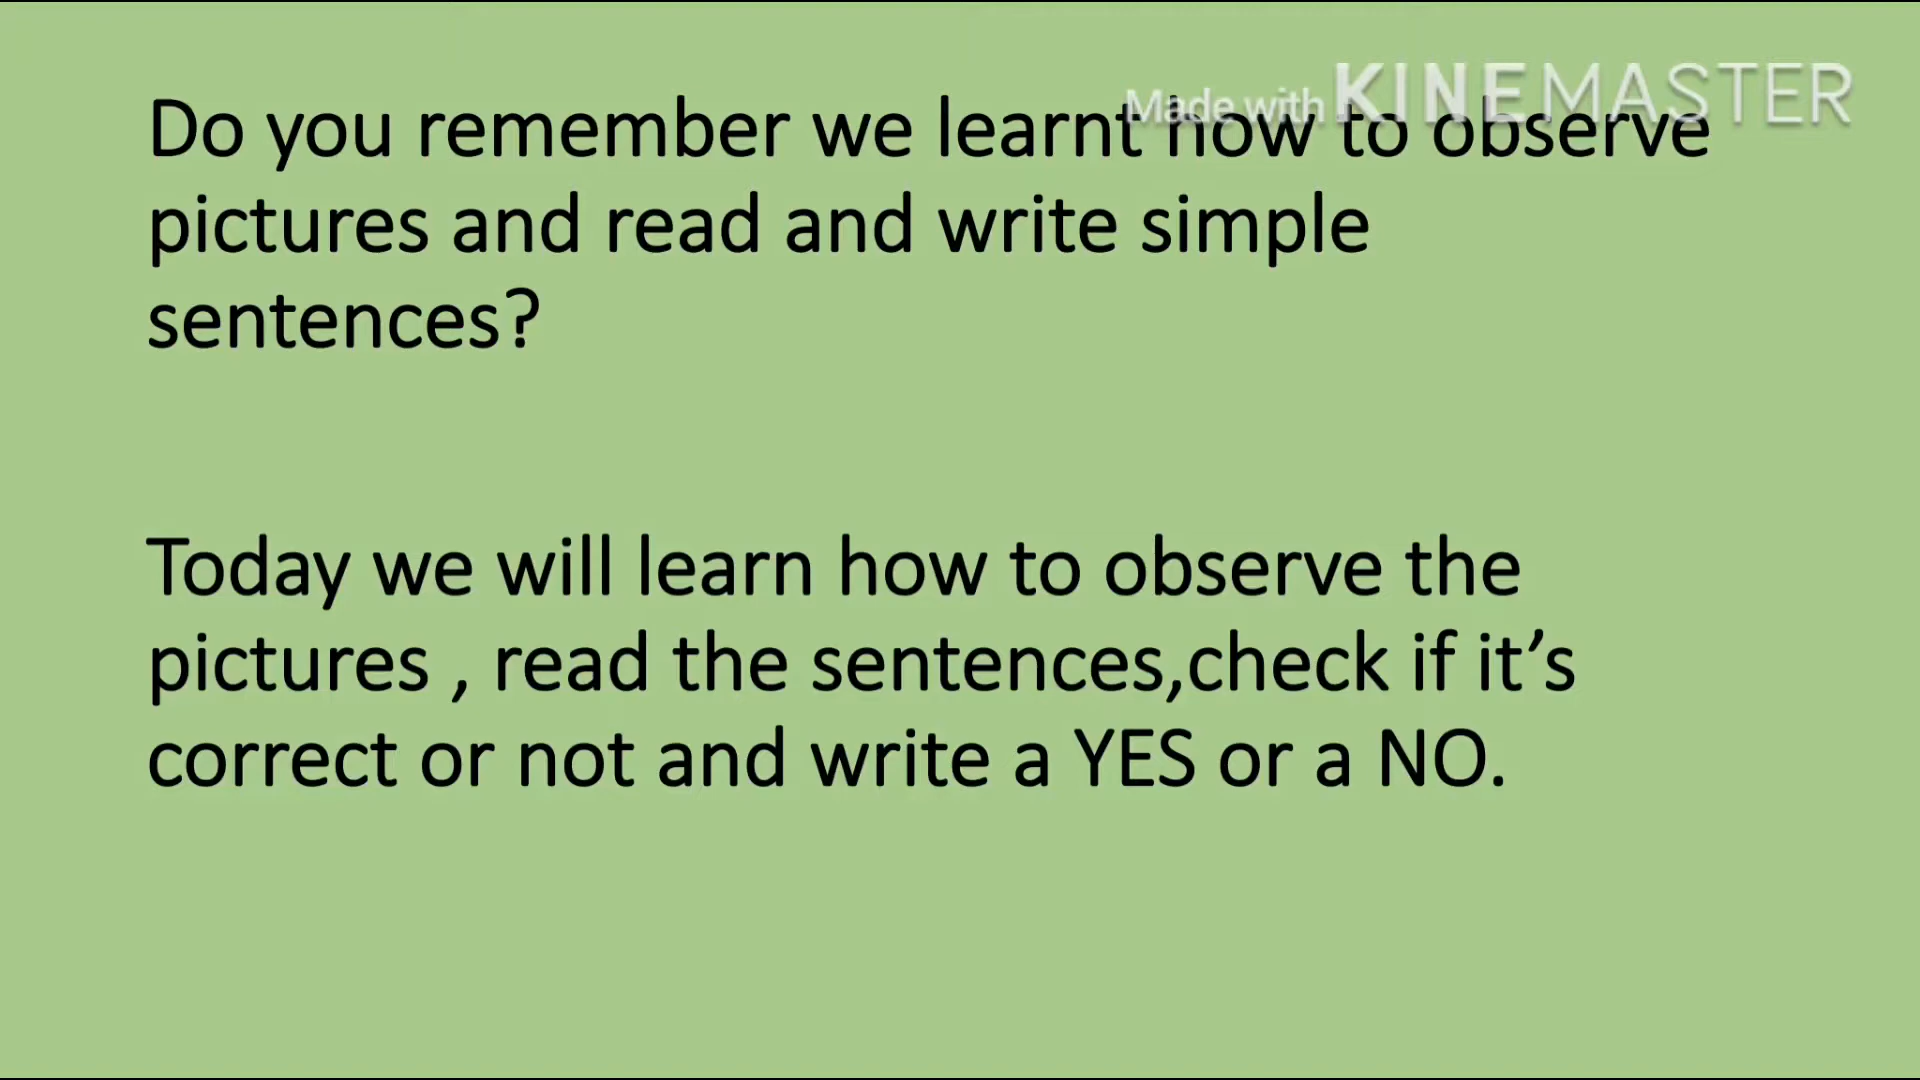 Made with KINEMASTER
Do you remember we learnt how to observe
pictures and read and write simple
sentences?
Today we will learn how to observe the
pictures , read the sentences,check if it’s
correct or not and write a YES or a NO.